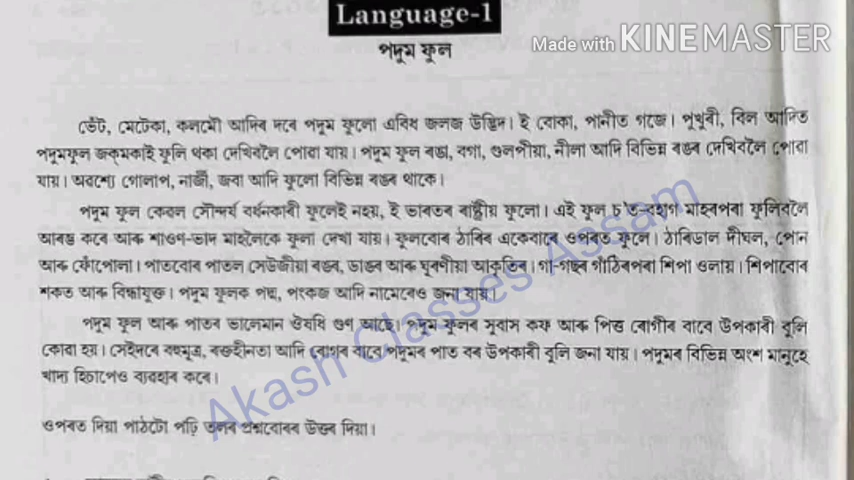 Language-1
Made with KINEMASTER
পদুম ফুল
ভেঁট, মেটেকা, কলমৌ আদিৰ দৰে পদুম ফুলো এবিধ জলজ উদ্ভিদ। ই বোকা, পানীত গজে। পুখুৰী, বিল আদিত
পদুমফুল জকমকাই ফুলি থকা দেখিবলৈ পোৱা যায়। পদুম ফুল ৰঙা, বগা, গুলপীয়া, নীলা আদি বিভিন্ন ৰঙৰ দেখিবলৈ পোৱা
যায়। অৱশ্যে গোলাপ, নাৰ্জী, জবা আদি ফুলো বিভিন্ন ৰঙৰ থাকে।
পদুম ফুল কেৱল সৌন্দৰ্য বৰ্ধনকাৰী ফুলেই নহয়, ই ভাৰতৰ ৰাষ্ট্ৰীয় ফুলো। এই ফুল চ'ত-বহাগ মাহৰপৰা ফুলিবলৈ
আৰম্ভ কৰে আৰু শাওণ-ভাদ মাহলৈকে ফুলা দেখা যায়। ফুলবোৰ ঠাৰিৰ একেবাৰে ওপৰত ফুলে। ঠাৰিডাল দীঘল, পোন
আৰু ফোঁপোলা। পাতবোৰ পাতল সেউজীয়া ৰঙৰ, ডাঙৰ আৰু ঘূৰণীয়া আকৃতিৰ। গা-গছৰ গাঁঠিৰপৰা শিপা ওলায়। শিপাবোৰ
শকত আৰু বিন্ধাযুক্ত। পদুম ফুলক পদ্ম, পংকজ আদি নামেৰেও জনা যায়।
পদুম ফুল আৰু পাতৰ ভালেমান ঔষধি গুণ আছে। পদুম ফুলৰ সুবাস কফ আৰু পিত্ত ৰোগীৰ বাবে উপকাৰী বুলি
কোৱা হয়। সেইদৰে বহুমূত্ৰ, ৰক্তহীনতা আদি ৰোগৰ বাবে পদুমৰ পাত বৰ উপকাৰী বুলি জনা যায়। পদুমৰ বিভিন্ন অংশ মানুহে
খাদ্য হিচাপেও ব্যৱহাৰ কৰে।
Akash Classes Assam
ওপৰত দিয়া পাঠটো পঢ়ি তলৰ প্ৰশ্নবোৰৰ উত্তৰ দিয়া।